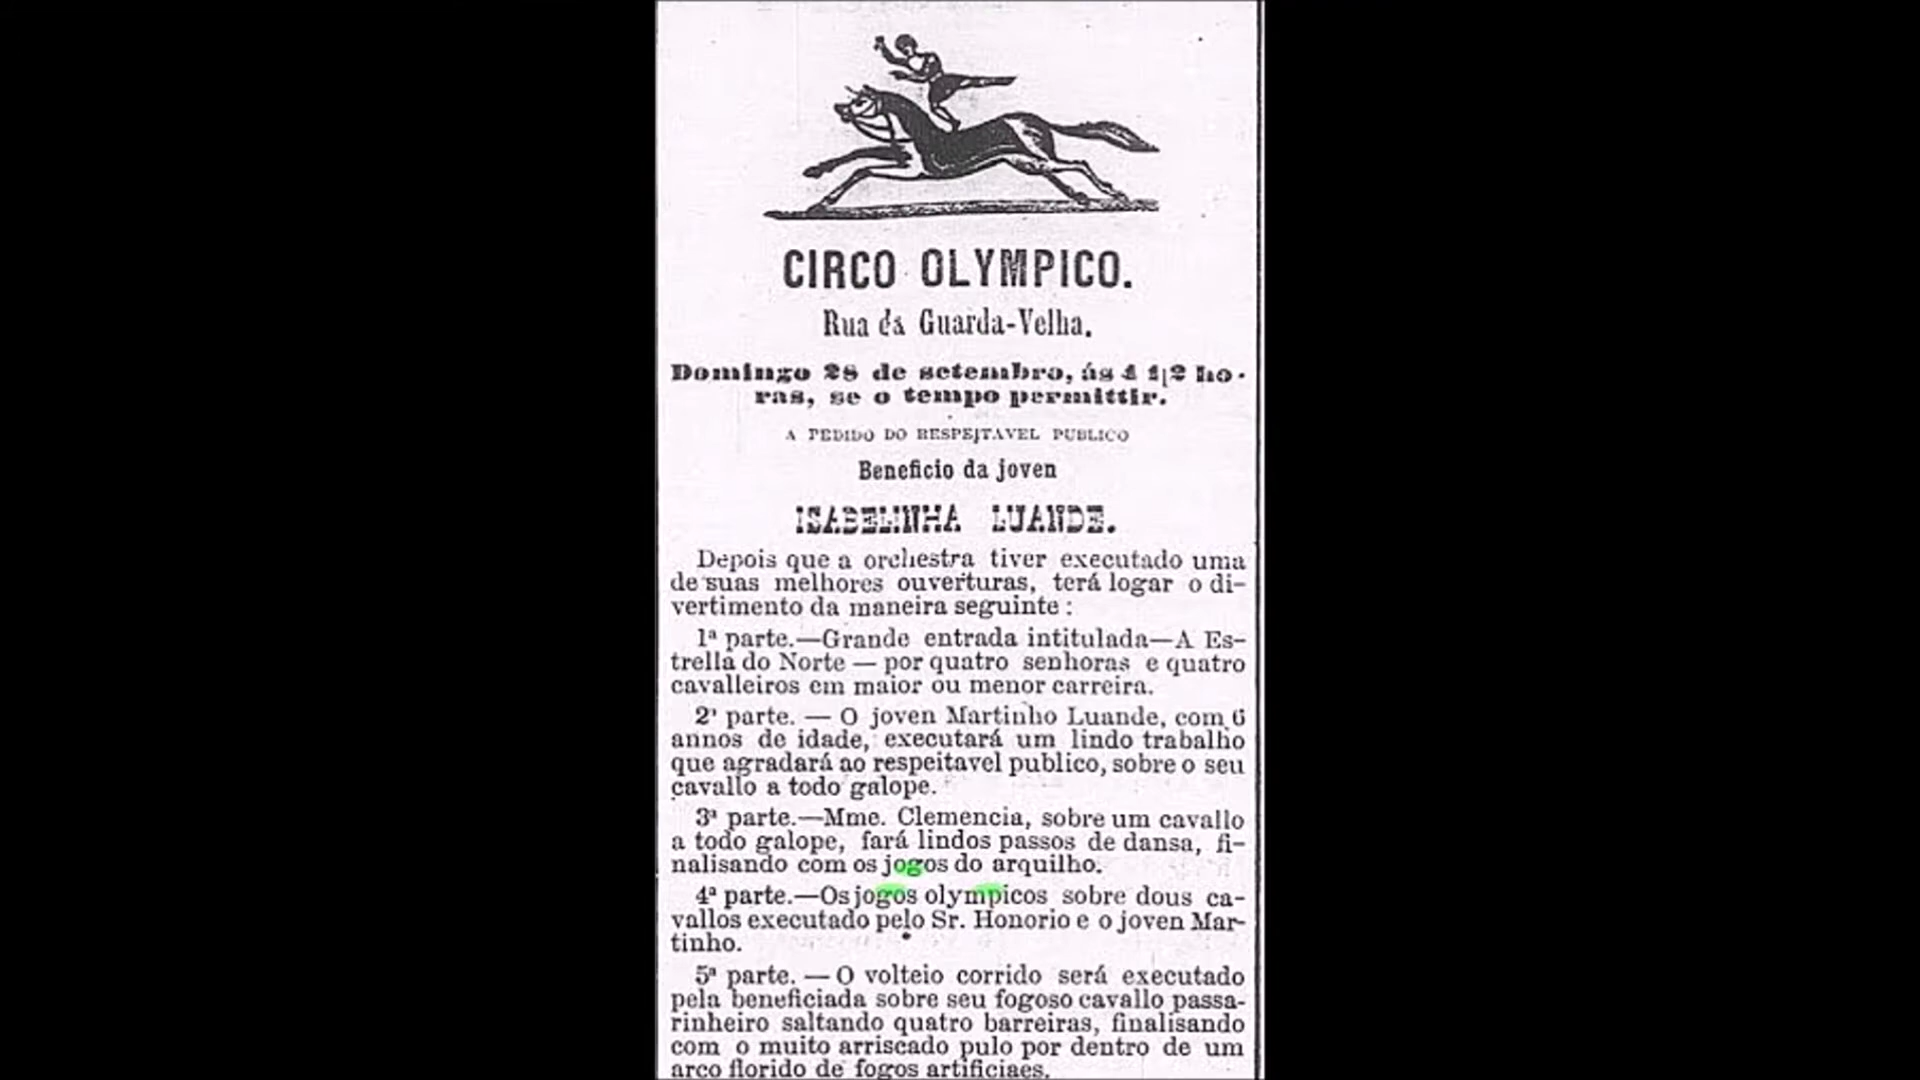 CIRCO OLYMPICO.
Rua da Guarda-Velha.
Domingo 28 de setembro, ás 4 1|2 ho-
ras, se o tempo permittir.
A PEDIDO DO RESPEITAVEL PUBLICO
Beneficio da joven
ISABELINHA LUANDE.
Depois que a orchestra tiver executado uma
de suas melhores ouverturas, terá logar o di-
vertimento da maneira seguinte :
1ª parte.—Grande entrada intitulada—A Es-
trella do Norte — por quatro senhoras e quatro
cavalleiros em maior ou menor carreira.
2ª parte. — O joven Martinho Luande, com 6
annos de idade, executará um lindo trabalho
que agradará ao respeitavel publico, sobre o seu
cavallo a todo galope.
3ª parte.—Mme. Clemencia, sobre um cavallo
a todo galope, fará lindos passos de dansa, fi-
nalisando com os jogos do arquilho.
4ª parte.—Os jogos olympicos sobre dous ca-
vallos executado pelo Sr. Honorio e o joven Mar-
tinho.
5ª parte. — O volteio corrido será executado
pela beneficiada sobre seu fogoso cavallo passa-
rinheiro saltando quatro barreiras, finalisando
com o muito arriscado pulo por dentro de um
arco florido de fogos artificiaes.